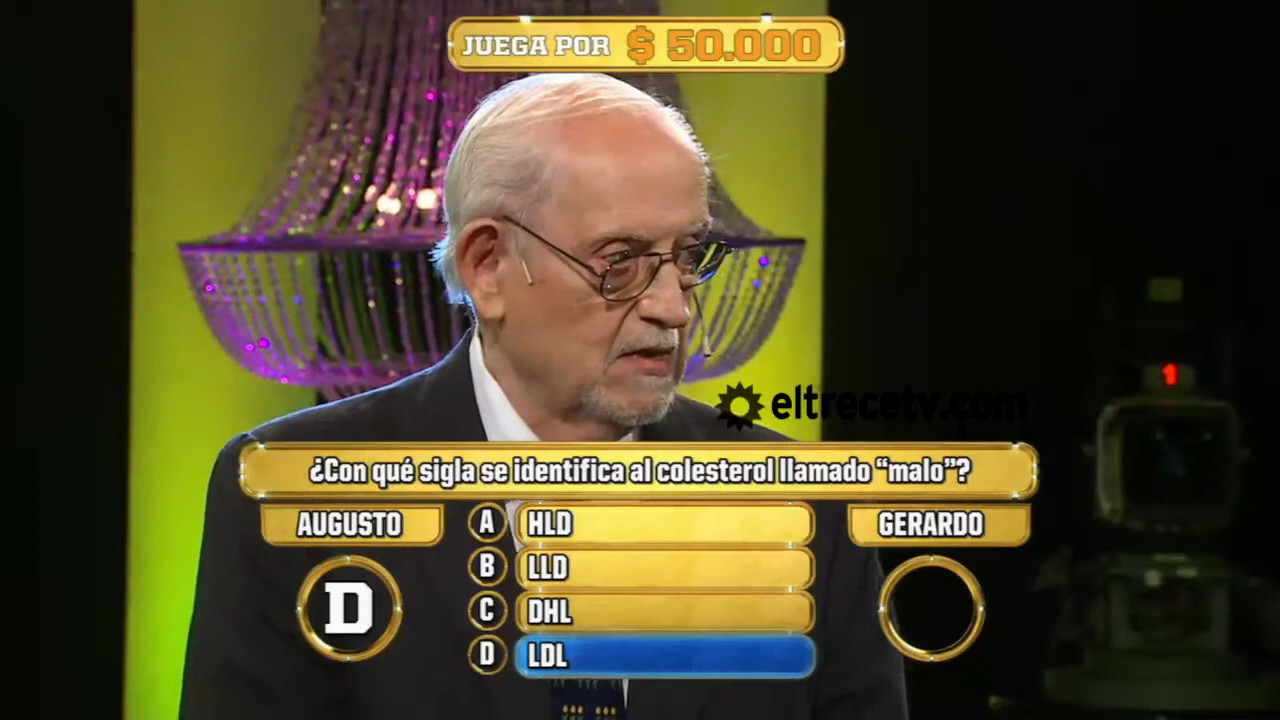 JUEGA POR $ 50.000
eltrecetv.com
¿Con qué sigla se identifica al colesterol llamado “malo”?
AUGUSTO
D
A HLD
B LLD
C DHL
D LDL
GERARDO
1